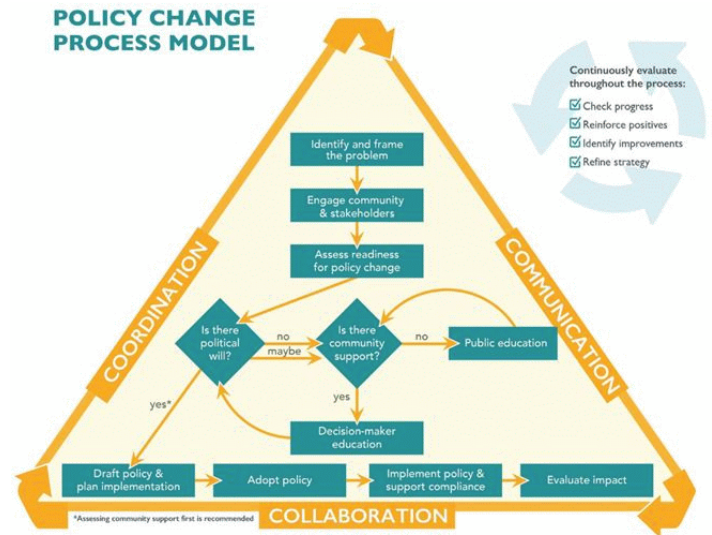 POLICY CHANGE
PROCESS MODEL
Continuously evaluate
throughout the process:
Check progress
Reinforce positives
Identify improvements
Refine strategy
Identify and frame
the problem
Engage community
& stakeholders
Assess readiness
for policy change
COORDINATION
COMMUNICATION
Is there
political
will?
no
maybe
Is there
community
support?
no
Public education
yes
yes*
Decision-maker
education
Draft policy &
plan implementation
Adopt policy
Implement policy &
support compliance
Evaluate impact
*Assessing community support first is recommended
COLLABORATION